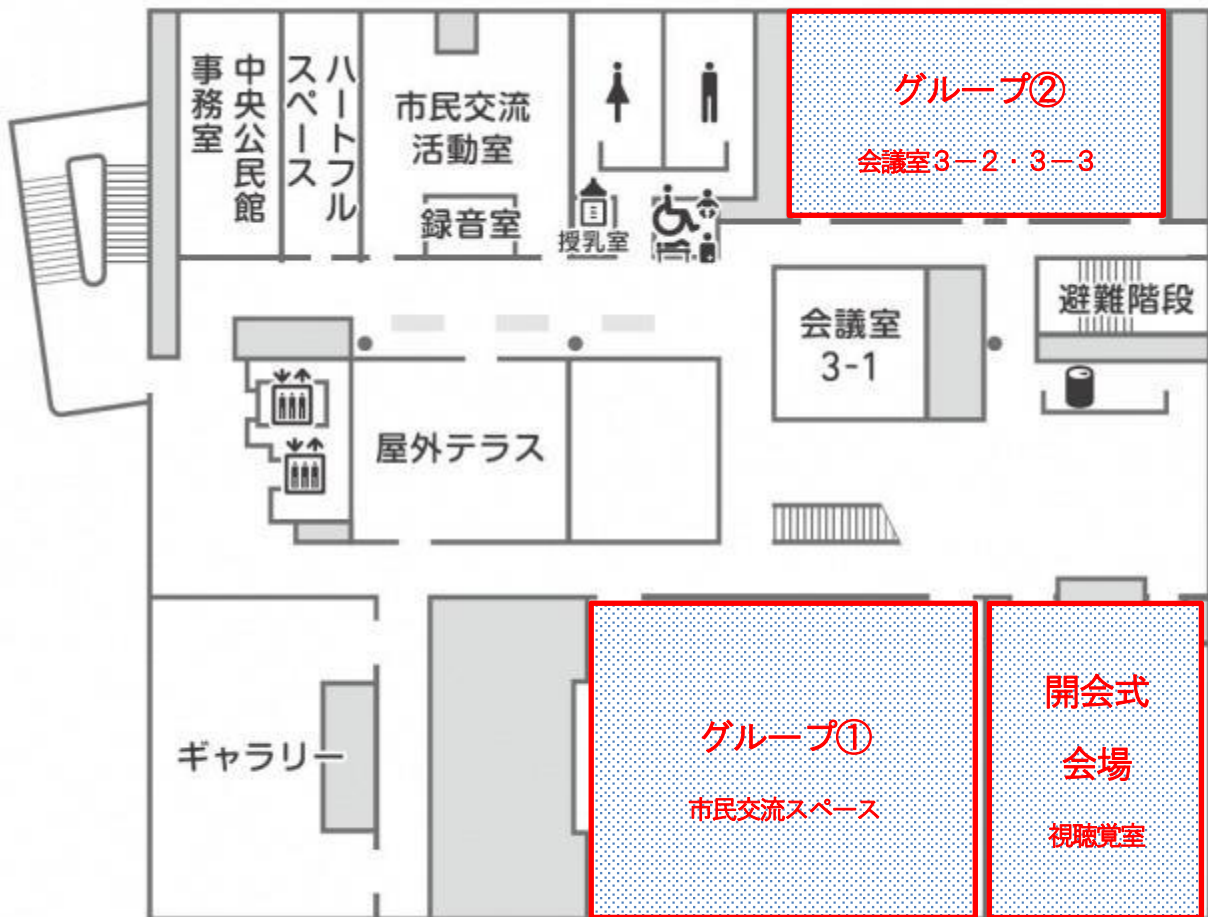 中央公民館
事務室
ハートフル
スペース
市民交流
活動室
録音室
授乳室
グループ②
会議室3－2・3－3
会議室
3-1
避難階段
屋外テラス
ギャラリー
グループ①
市民交流スペース
開会式
会場
視聴覚室